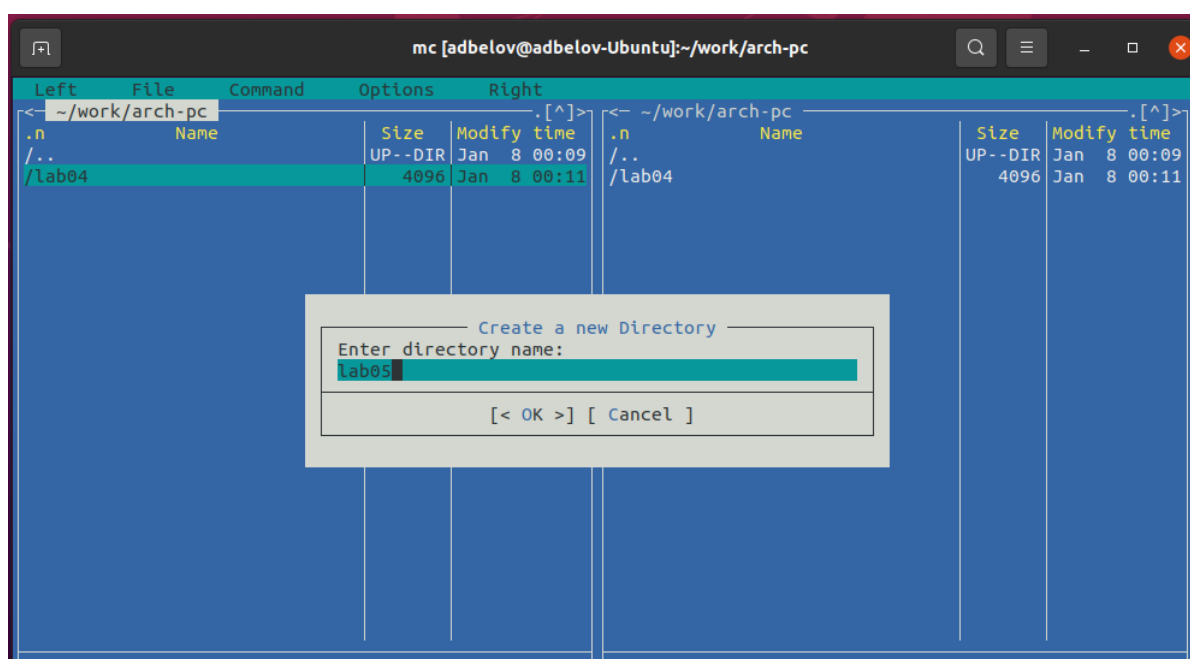 mc [adbelov@adbelov-Ubuntu]:~/work/arch-pc
Left File Command Options Right
<─ ~/work/arch-pc ─.[^]>
.n Name Size Modify time
/.. UP--DIR Jan 8 00:09
/lab04 4096 Jan 8 00:11
<─ ~/work/arch-pc ─.[^]>
.n Name Size Modify time
/.. UP--DIR Jan 8 00:09
/lab04 4096 Jan 8 00:11
Create a new Directory
Enter directory name:
lab05
[< OK >] [ Cancel ]